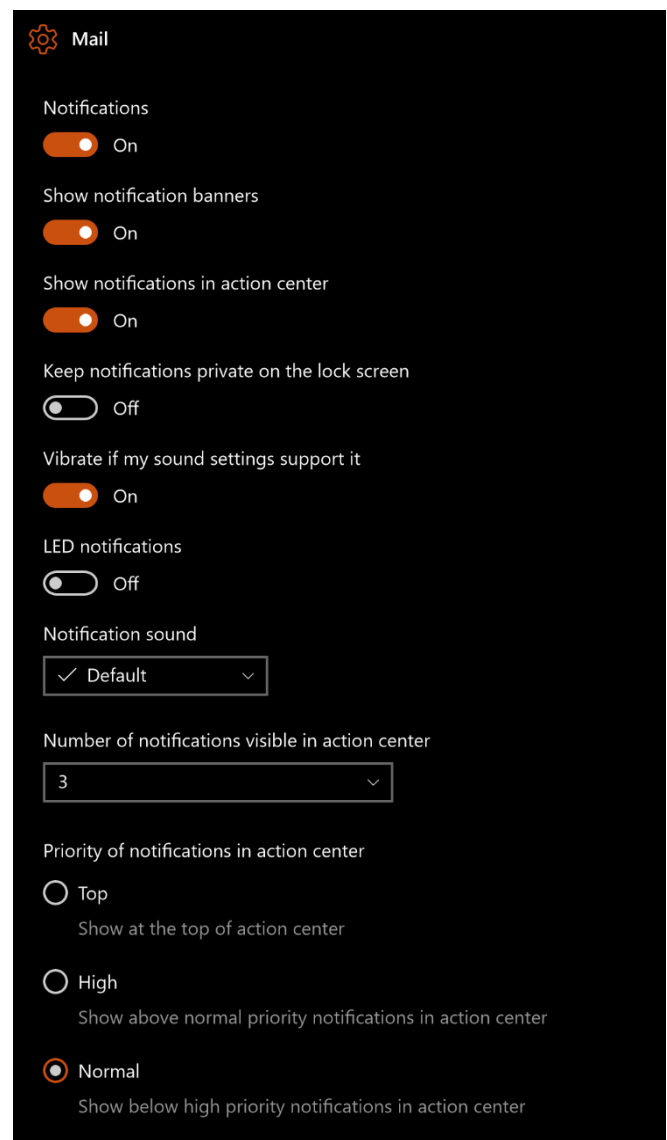 Mail
Notifications
On
Show notification banners
On
Show notifications in action center
On
Keep notifications private on the lock screen
Off
Vibrate if my sound settings support it
On
LED notifications
Off
Notification sound
Default
Number of notifications visible in action center
3
Priority of notifications in action center
Top
Show at the top of action center
High
Show above normal priority notifications in action center
Normal
Show below high priority notifications in action center